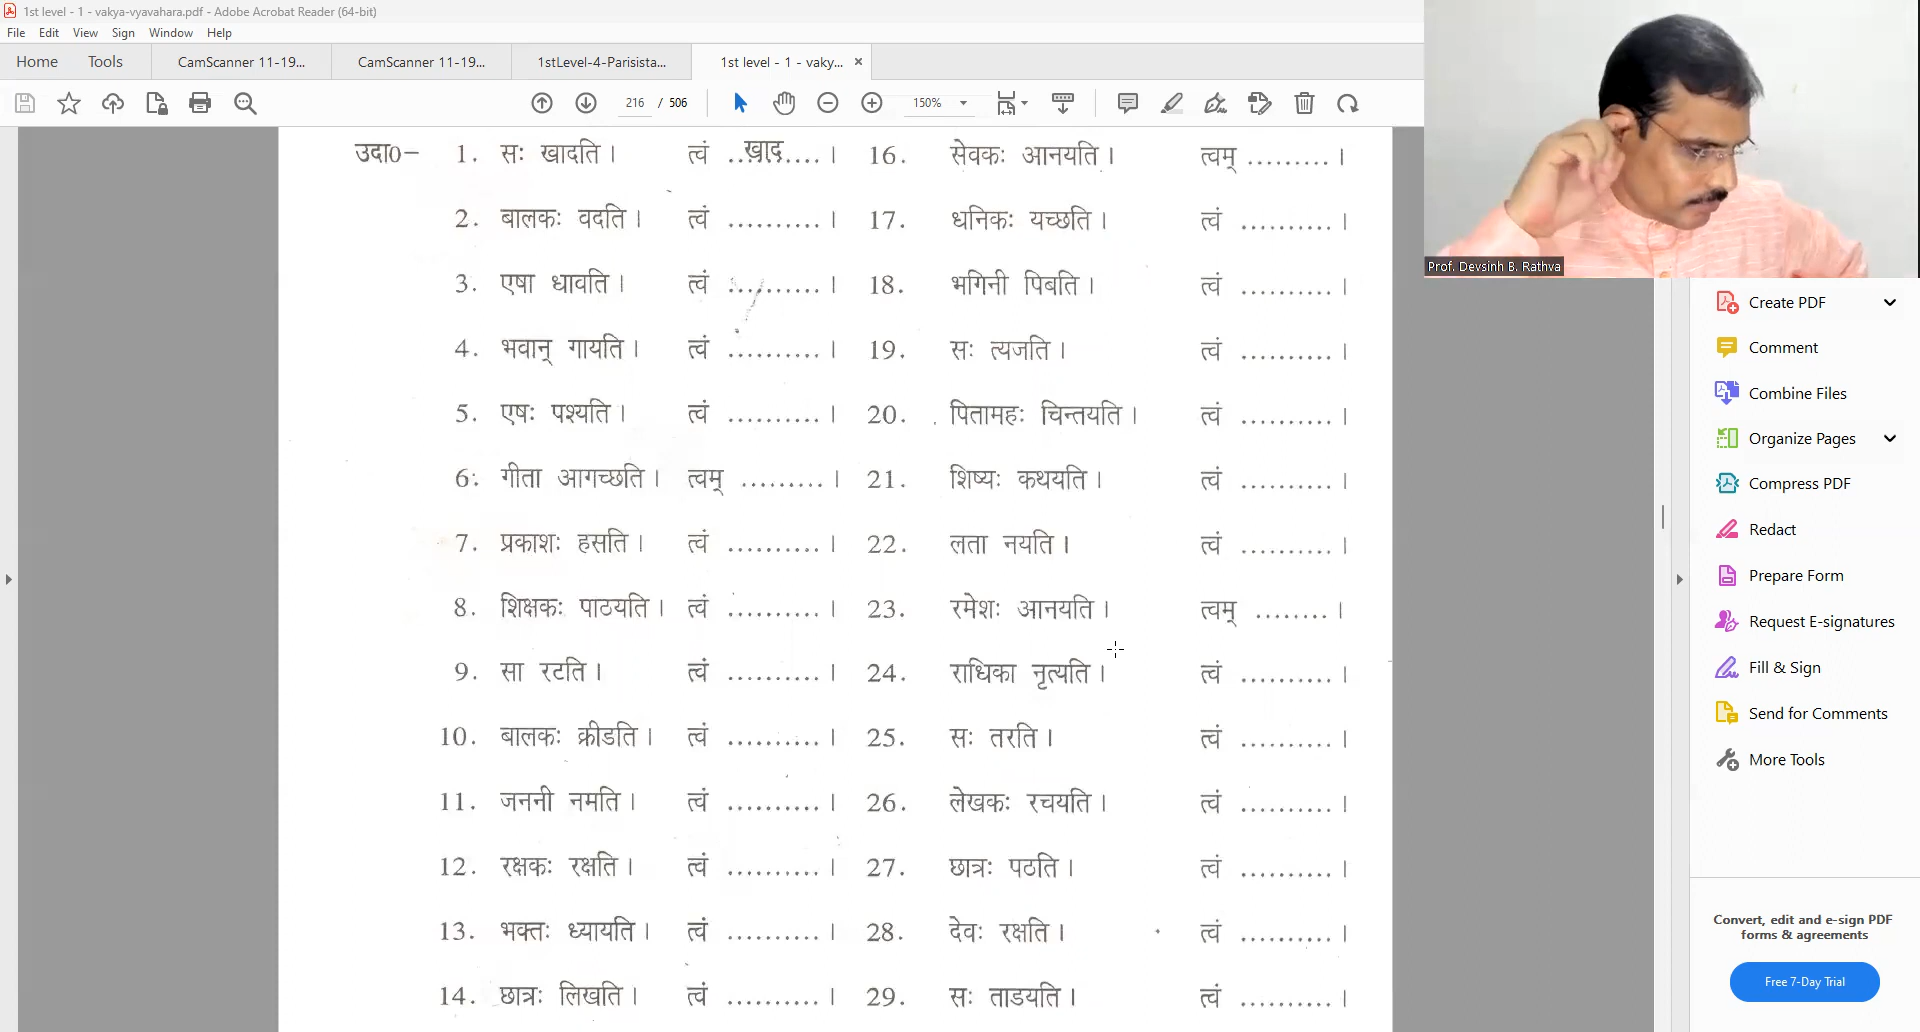 1st level - 1 - vakya-vyavahara.pdf - Adobe Acrobat Reader (64-bit)
File Edit View Sign Window Help
Home Tools CamScanner 11-19... CamScanner 11-19... 1stLevel-4-Parisista... 1st level - 1 - vaky... ×
216 / 506 150%
उदा०– 1. सः खादति । त्वं ..खाद.... ।
2. बालकः वदति । त्वं .......... ।
3. एषा धावति । त्वं .......... ।
4. भवान् गायति । त्वं .......... ।
5. एषः पश्यति । त्वं .......... ।
6. गीता आगच्छति । त्वम् ......... ।
7. प्रकाशः हसति । त्वं .......... ।
8. शिक्षकः पाठयति । त्वं .......... ।
9. सा रटति । त्वं .......... ।
10. बालकः क्रीडति । त्वं .......... ।
11. जननी नमति । त्वं .......... ।
12. रक्षकः रक्षति । त्वं .......... ।
13. भक्तः ध्यायति । त्वं .......... ।
14. छात्रः लिखति । त्वं .......... ।
16. सेवकः आनयति । त्वम् ......... ।
17. धनिकः यच्छति । त्वं .......... ।
18. भगिनी पिबति । त्वं .......... ।
19. सः त्यजति । त्वं .......... ।
20. पितामहः चिन्तयति । त्वं .......... ।
21. शिष्यः कथयति । त्वं .......... ।
22. लता नयति । त्वं .......... ।
23. रमेशः आनयति । त्वम् ........ ।
24. राधिका नृत्यति । त्वं .......... ।
25. सः तरति । त्वं .......... ।
26. लेखकः रचयति । त्वं .......... ।
27. छात्रः पठति । त्वं .......... ।
28. देवः रक्षति । त्वं .......... ।
29. सः ताडयति । त्वं .......... ।
Prof. Devsinh B. Rathva
Create PDF
Comment
Combine Files
Organize Pages
Compress PDF
Redact
Prepare Form
Request E-signatures
Fill & Sign
Send for Comments
More Tools
Convert, edit and e-sign PDF
forms & agreements
Free 7-Day Trial